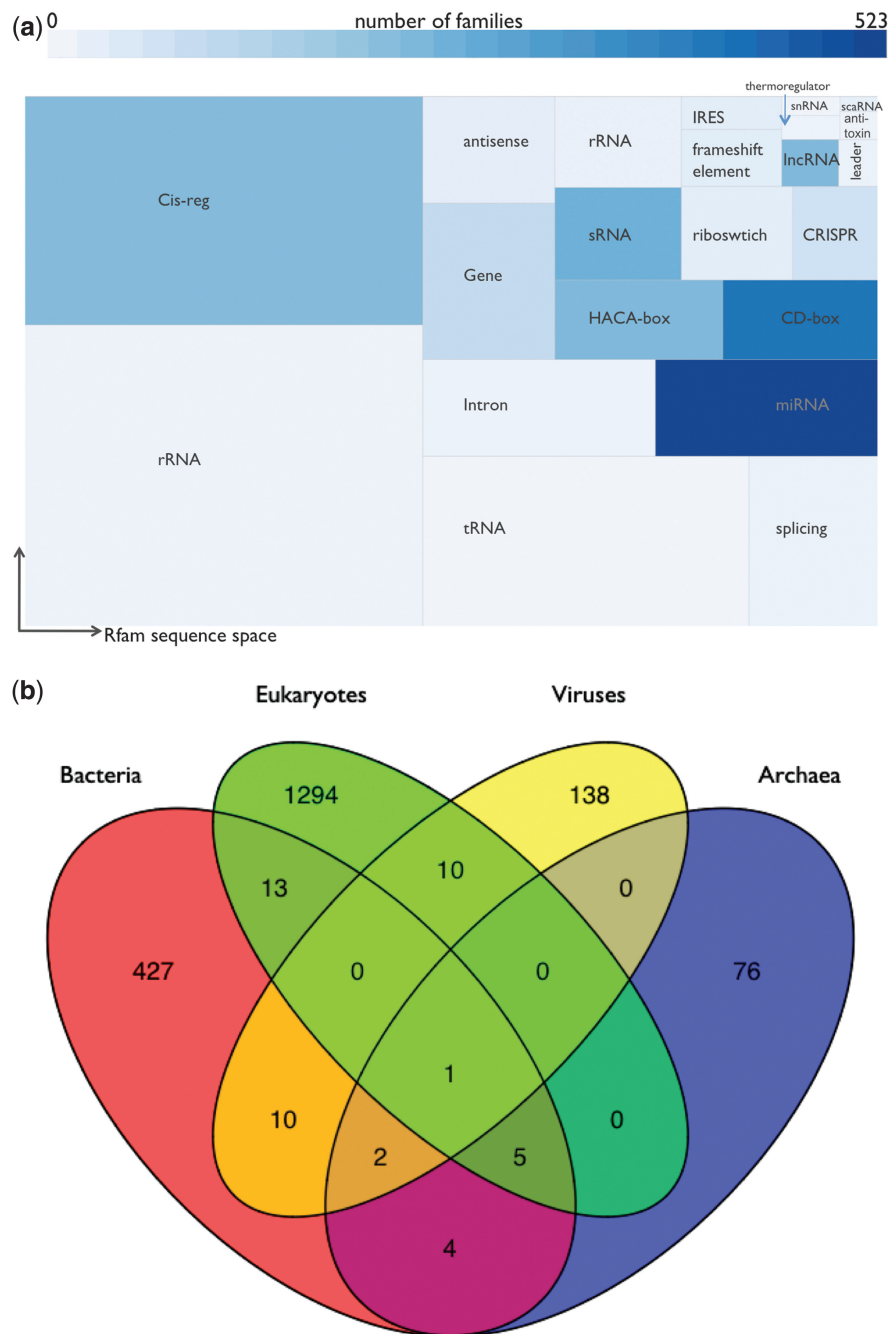 (a)
0 number of families 523
thermoregulator
snRNA scaRNA
IRES
anti-
toxin
antisense rRNA
frameshift
element
lncRNA
leader
Cis-reg
sRNA riboswtich CRISPR
Gene
HACA-box CD-box
Intron miRNA
rRNA
tRNA splicing
Rfam sequence space
(b)
Eukaryotes Viruses
Bacteria Archaea
1294 138
13 10 0
427 0 0 76
1
10 0
2 5
4